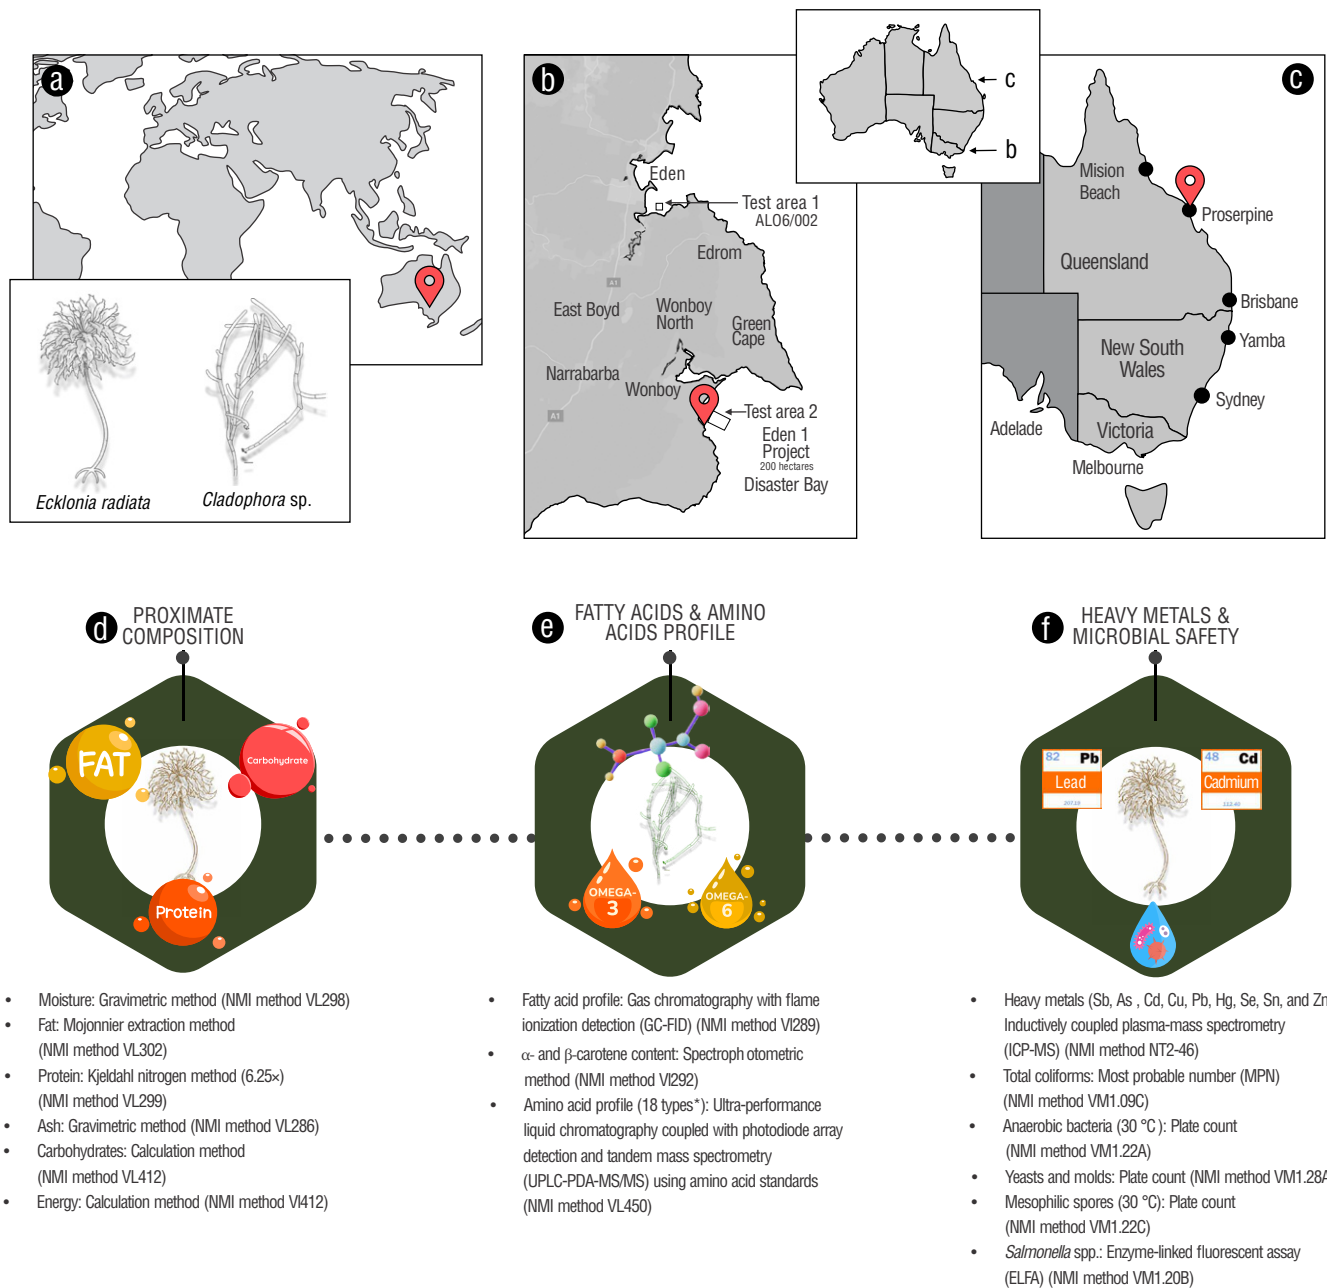 a
Ecklonia radiata
Cladophora sp.
b
Eden
Test area 1
ALO6/002
Edrom
A1
East Boyd
Wonboy
North
Green
Cape
Narrabarba
Wonboy
A1
Test area 2
Eden 1
Project
200 hectares
Disaster Bay
c
b
c
Mision
Beach
Proserpine
Queensland
Brisbane
Yamba
New South
Wales
Sydney
Adelade
Victoria
Melbourne
d
PROXIMATE
COMPOSITION
FAT
Carbohydrate
Protein
• Moisture: Gravimetric method (NMI method VL298)
• Fat: Mojonnier extraction method
(NMI method VL302)
• Protein: Kjeldahl nitrogen method (6.25×)
(NMI method VL299)
• Ash: Gravimetric method (NMI method VL286)
• Carbohydrates: Calculation method
(NMI method VL412)
• Energy: Calculation method (NMI method VI412)
e
FATTY ACIDS & AMINO
ACIDS PROFILE
OMEGA-
3
OMEGA-
6
• Fatty acid profile: Gas chromatography with flame
ionization detection (GC-FID) (NMI method VI289)
• α- and β-carotene content: Spectroph otometric
method (NMI method VI292)
• Amino acid profile (18 types*): Ultra-performance
liquid chromatography coupled with photodiode array
detection and tandem mass spectrometry
(UPLC-PDA-MS/MS) using amino acid standards
(NMI method VL450)
f
HEAVY METALS &
MICROBIAL SAFETY
82 Pb
Lead
207.19
48 Cd
Cadmium
112.40
• Heavy metals (Sb, As , Cd, Cu, Pb, Hg, Se, Sn, and Zn
Inductively coupled plasma-mass spectrometry
(ICP-MS) (NMI method NT2-46)
• Total coliforms: Most probable number (MPN)
(NMI method VM1.09C)
• Anaerobic bacteria (30 °C ): Plate count
(NMI method VM1.22A)
• Yeasts and molds: Plate count (NMI method VM1.28A
• Mesophilic spores (30 °C): Plate count
(NMI method VM1.22C)
• Salmonella spp.: Enzyme-linked fluorescent assay
(ELFA) (NMI method VM1.20B)